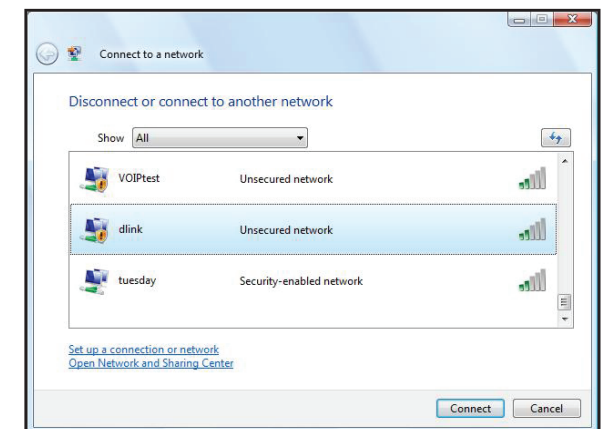 Connect to a network
Disconnect or connect to another network
Show All
VOIPtest Unsecured network
dlink Unsecured network
tuesday Security-enabled network
Set up a connection or network
Open Network and Sharing Center
Connect Cancel